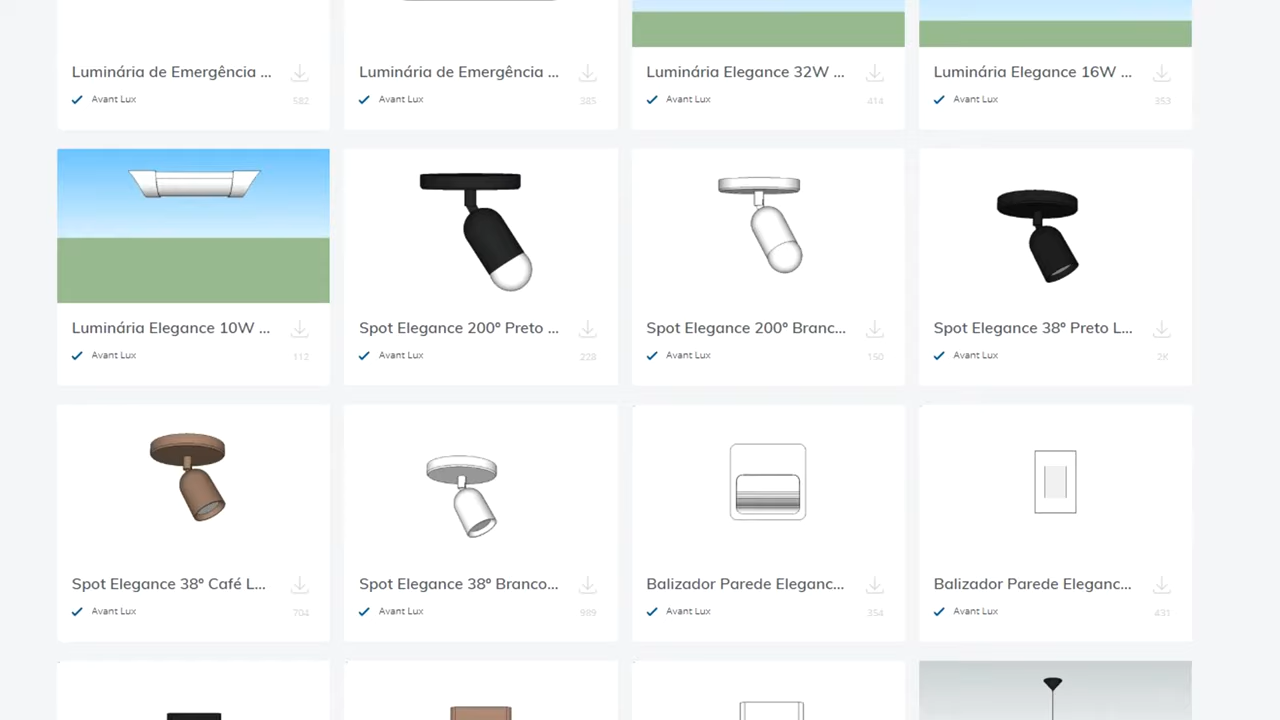 Luminária de Emergência ...
Avant Lux
582
Luminária de Emergência ...
Avant Lux
385
Luminária Elegance 32W ...
Avant Lux
414
Luminária Elegance 16W ...
Avant Lux
353
Luminária Elegance 10W ...
Avant Lux
112
Spot Elegance 200º Preto ...
Avant Lux
228
Spot Elegance 200º Branc...
Avant Lux
150
Spot Elegance 38º Preto L...
Avant Lux
2K
Spot Elegance 38º Café L...
Avant Lux
704
Spot Elegance 38º Branco...
Avant Lux
989
Balizador Parede Eleganc...
Avant Lux
354
Balizador Parede Eleganc...
Avant Lux
431